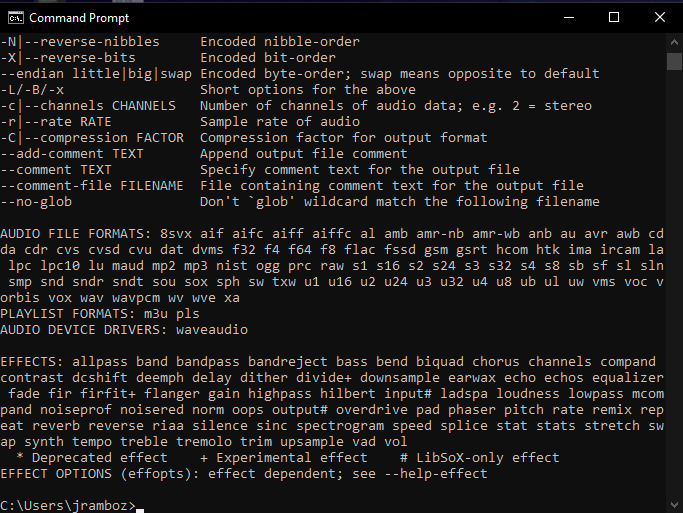 Command Prompt
-N|--reverse-nibbles     Encoded nibble-order
-X|--reverse-bits        Encoded bit-order
--endian little|big|swap Encoded byte-order; swap means opposite to default
-L/-B/-x                 Short options for the above
-c|--channels CHANNELS   Number of channels of audio data; e.g. 2 = stereo
-r|--rate RATE           Sample rate of audio
-C|--compression FACTOR  Compression factor for output format
--add-comment TEXT       Append output file comment
--comment TEXT           Specify comment text for the output file
--comment-file FILENAME  File containing comment text for the output file
--no-glob                Don't `glob' wildcard match the following filename
AUDIO FILE FORMATS: 8svx aif aifc aiff aiffc al amb amr-nb amr-wb anb au avr awb cd
da cdr cvs cvsd cvu dat dvms f32 f4 f64 f8 flac fssd gsm gsrt hcom htk ima ircam la
 lpc lpc10 lu maud mp2 mp3 nist ogg prc raw s1 s16 s2 s24 s3 s32 s4 s8 sb sf sl sln
 smp snd sndr sndt sou sox sph sw txw u1 u16 u2 u24 u3 u32 u4 u8 ub ul uw vms voc v
orbis vox wav wavpcm wv wve xa
PLAYLIST FORMATS: m3u pls
AUDIO DEVICE DRIVERS: waveaudio
EFFECTS: allpass band bandpass bandreject bass bend biquad chorus channels compand
contrast dcshift deemph delay dither divide+ downsample earwax echo echos equalizer
 fade fir firfit+ flanger gain highpass hilbert input# ladspa loudness lowpass mcom
pand noiseprof noisered norm oops output# overdrive pad phaser pitch rate remix rep
eat reverb reverse riaa silence sinc spectrogram speed splice stat stats stretch sw
ap synth tempo treble tremolo trim upsample vad vol
  * Deprecated effect    + Experimental effect    # LibSoX-only effect
EFFECT OPTIONS (effopts): effect dependent; see --help-effect
C:\Users\jramboz>